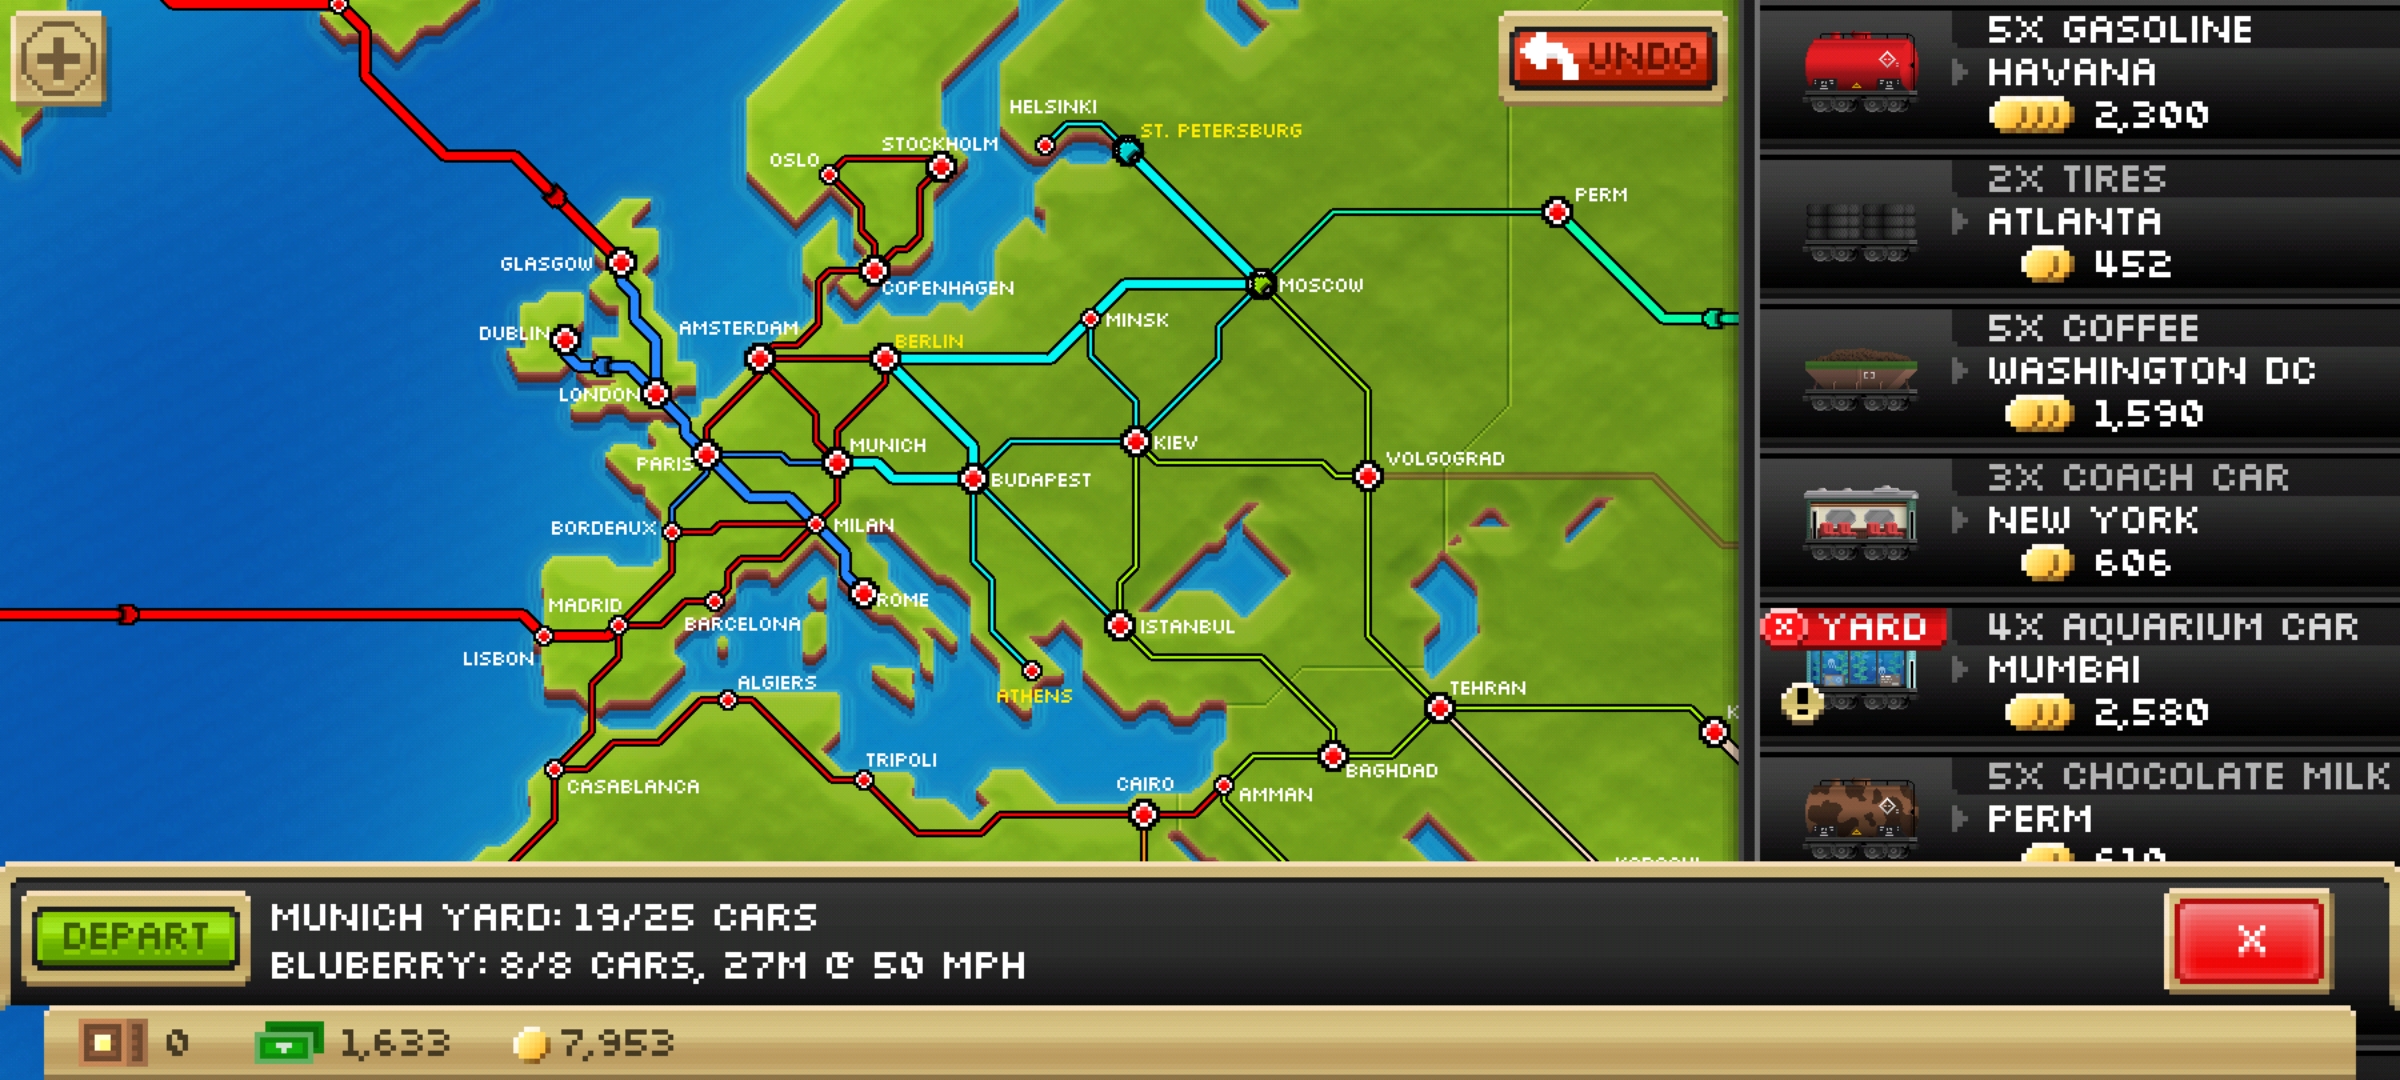 UNDO
HELSINKI
ST. PETERSBURG
STOCKHOLM
OSLO
PERM
GLASGOW
COPENHAGEN
MOSCOW
DUBLIN
AMSTERDAM
BERLIN
MINSK
LONDON
MUNICH
KIEV
PARIS
VOLGOGRAD
BUDAPEST
BORDEAUX
MILAN
MADRID
ROME
BARCELONA
ISTANBUL
LISBON
ALGIERS
ATHENS
TEHRAN
K
TRIPOLI
BAGHDAD
CASABLANCA
CAIRO
AMMAN
5X GASOLINE
HAVANA
2,300
2X TIRES
ATLANTA
452
5X COFFEE
WASHINGTON DC
1,590
3X COACH CAR
NEW YORK
606
X YARD
4X AQUARIUM CAR
MUMBAI
2,580
5X CHOCOLATE MILK
PERM
DEPART
MUNICH YARD: 19/25 CARS
BLUBERRY: 8/8 CARS, 27M @ 50 MPH
X
0
1,633
7,953